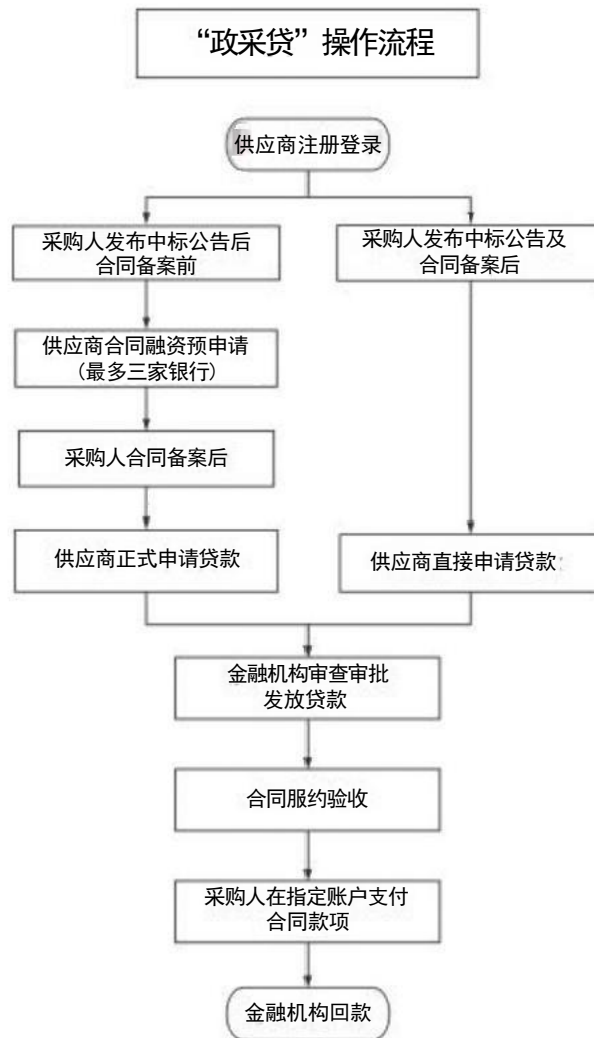 “政采贷”操作流程
供应商注册登录
采购人发布中标公告后
合同备案前
采购人发布中标公告及
合同备案后
供应商合同融资预申请
(最多三家银行)
采购人合同备案后
供应商正式申请贷款
供应商直接申请贷款
金融机构审查审批
发放贷款
合同服约验收
采购人在指定账户支付
合同款项
金融机构回款